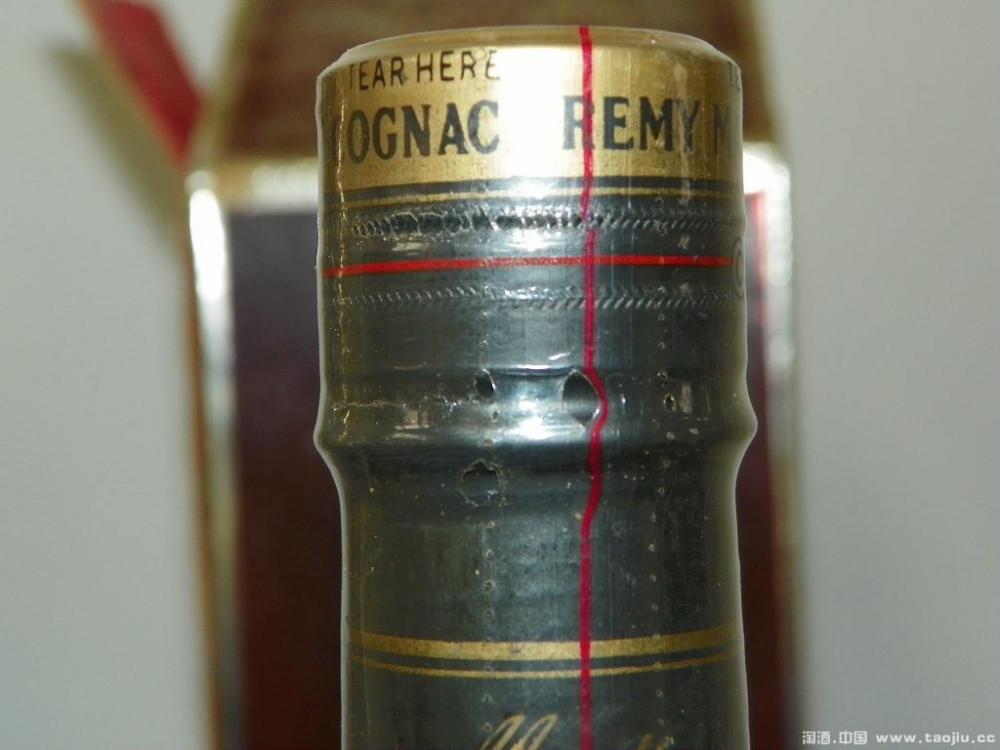 TEAR HERE
COGNAC REMY M
©
淘酒.中国 www.taojiu.cc